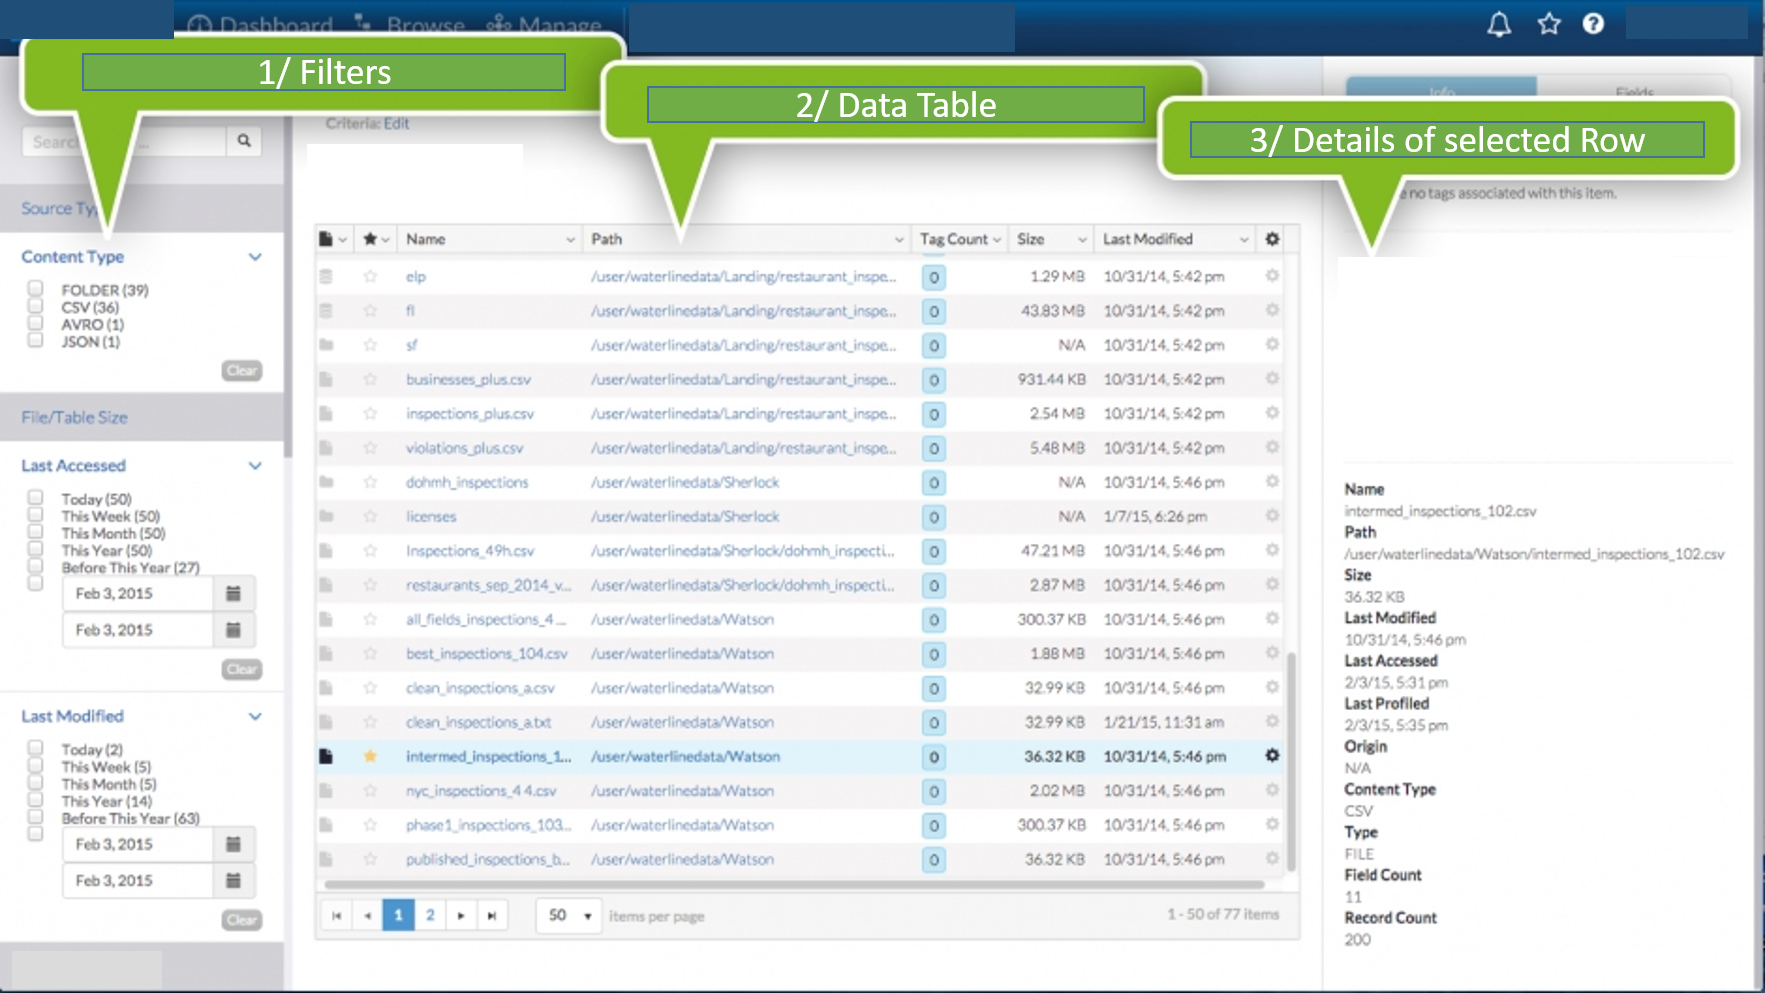 Dashboard Browse Manage
1/ Filters
2/ Data Table
3/ Details of selected Row
Info Fields
Criteria: Edit
no tags associated with this item.
Source
Content Type
FOLDER (39)
CSV (36)
AVRO (1)
JSON (1)
Clear
File/Table Size
Last Accessed
Today (50)
This Week (50)
This Month (50)
This Year (50)
Before This Year (27)
Feb 3, 2015
Feb 3, 2015
Clear
Last Modified
Today (2)
This Week (5)
This Month (5)
This Year (14)
Before This Year (63)
Feb 3, 2015
Feb 3, 2015
Clear
Name Path Tag Count Size Last Modified
elp /user/waterlinedata/Landing/restaurant_inspe... 0 1.29 MB 10/31/14, 5:42 pm
fl /user/waterlinedata/Landing/restaurant_inspe... 0 43.83 MB 10/31/14, 5:42 pm
sf /user/waterlinedata/Landing/restaurant_inspe... 0 N/A 10/31/14, 5:42 pm
businesses_plus.csv /user/waterlinedata/Landing/restaurant_inspe... 0 931.44 KB 10/31/14, 5:42 pm
inspections_plus.csv /user/waterlinedata/Landing/restaurant_inspe... 0 2.54 MB 10/31/14, 5:42 pm
violations_plus.csv /user/waterlinedata/Landing/restaurant_inspe... 0 5.48 MB 10/31/14, 5:42 pm
dohmh_inspections /user/waterlinedata/Sherlock 0 N/A 10/31/14, 5:46 pm
licenses /user/waterlinedata/Sherlock 0 N/A 1/7/15, 6:26 pm
Inspections_49h.csv /user/waterlinedata/Sherlock/dohmh_inspecti... 0 47.21 MB 10/31/14, 5:46 pm
restaurants_sep_2014_v... /user/waterlinedata/Sherlock/dohmh_inspecti... 0 2.87 MB 10/31/14, 5:46 pm
all_fields_inspections_4... /user/waterlinedata/Watson 0 300.37 KB 10/31/14, 5:46 pm
best_inspections_104.csv /user/waterlinedata/Watson 0 1.88 MB 10/31/14, 5:46 pm
clean_inspections_a.csv /user/waterlinedata/Watson 0 32.99 KB 10/31/14, 5:46 pm
clean_inspections_a.txt /user/waterlinedata/Watson 0 32.99 KB 1/21/15, 11:31 am
intermed_inspections_1... /user/waterlinedata/Watson 0 36.32 KB 10/31/14, 5:46 pm
nyc_inspections_4 4.csv /user/waterlinedata/Watson 0 2.02 MB 10/31/14, 5:46 pm
phase1_inspections_103... /user/waterlinedata/Watson 0 300.37 KB 10/31/14, 5:46 pm
published_inspections_b... /user/waterlinedata/Watson 0 36.32 KB 10/31/14, 5:46 pm
1 2 50 items per page 1 - 50 of 77 items
Name
intermed_inspections_102.csv
Path
/user/waterlinedata/Watson/intermed_inspections_102.csv
Size
36.32 KB
Last Modified
10/31/14, 5:46 pm
Last Accessed
2/3/15, 5:31 pm
Last Profiled
2/3/15, 5:35 pm
Origin
N/A
Content Type
CSV
Type
FILE
Field Count
11
Record Count
200